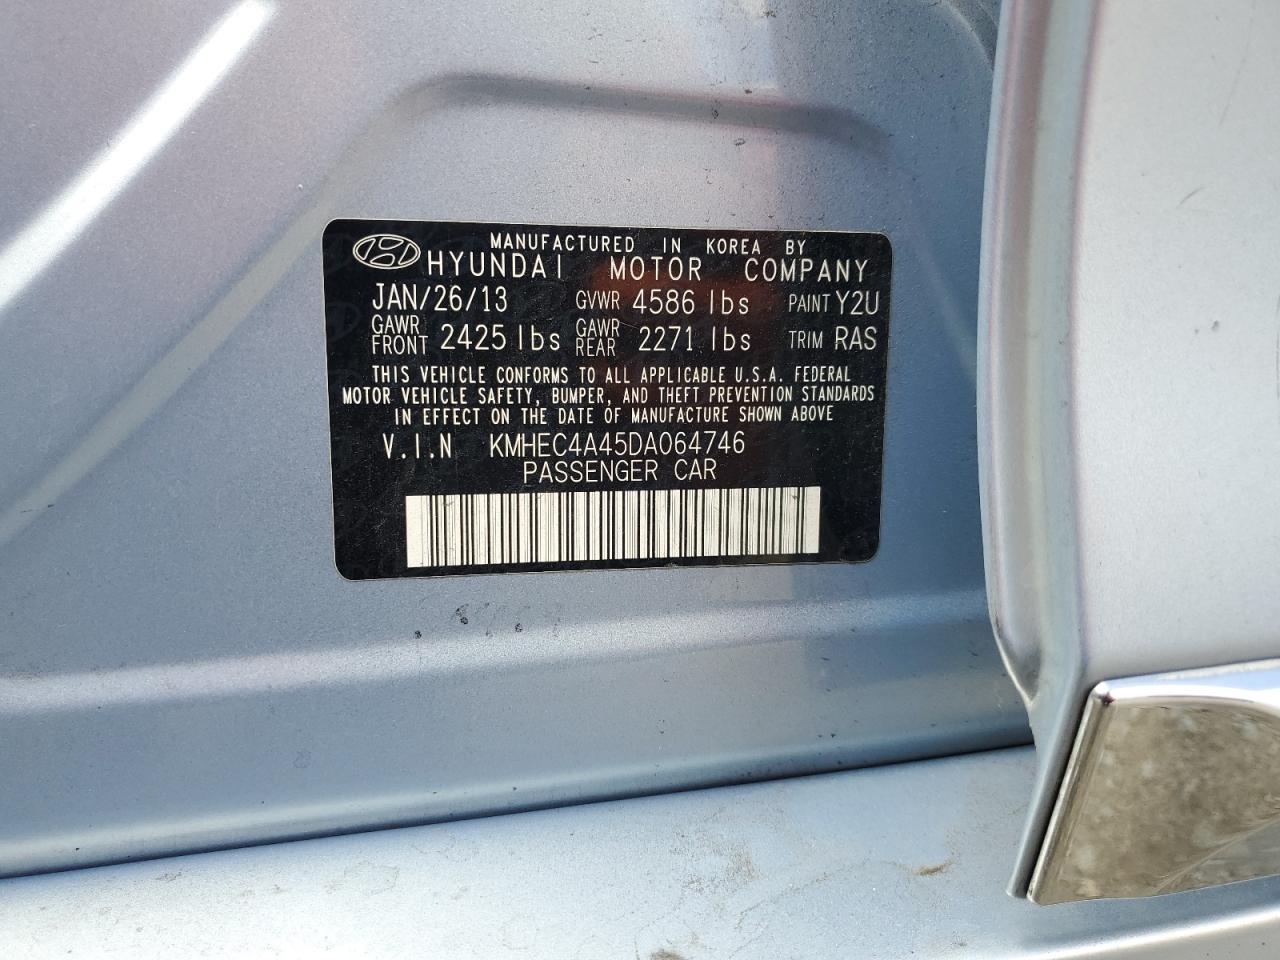 MANUFACTURED IN KOREA BY
HYUNDAI MOTOR COMPANY
JAN/26/13 GVWR 4586 lbs PAINT Y2U
GAWR FRONT 2425 lbs GAWR REAR 2271 lbs TRIM RAS
THIS VEHICLE CONFORMS TO ALL APPLICABLE U.S.A. FEDERAL
MOTOR VEHICLE SAFETY, BUMPER, AND THEFT PREVENTION STANDARDS
IN EFFECT ON THE DATE OF MANUFACTURE SHOWN ABOVE
V.I.N KMHEC4A45DA064746
PASSENGER CAR